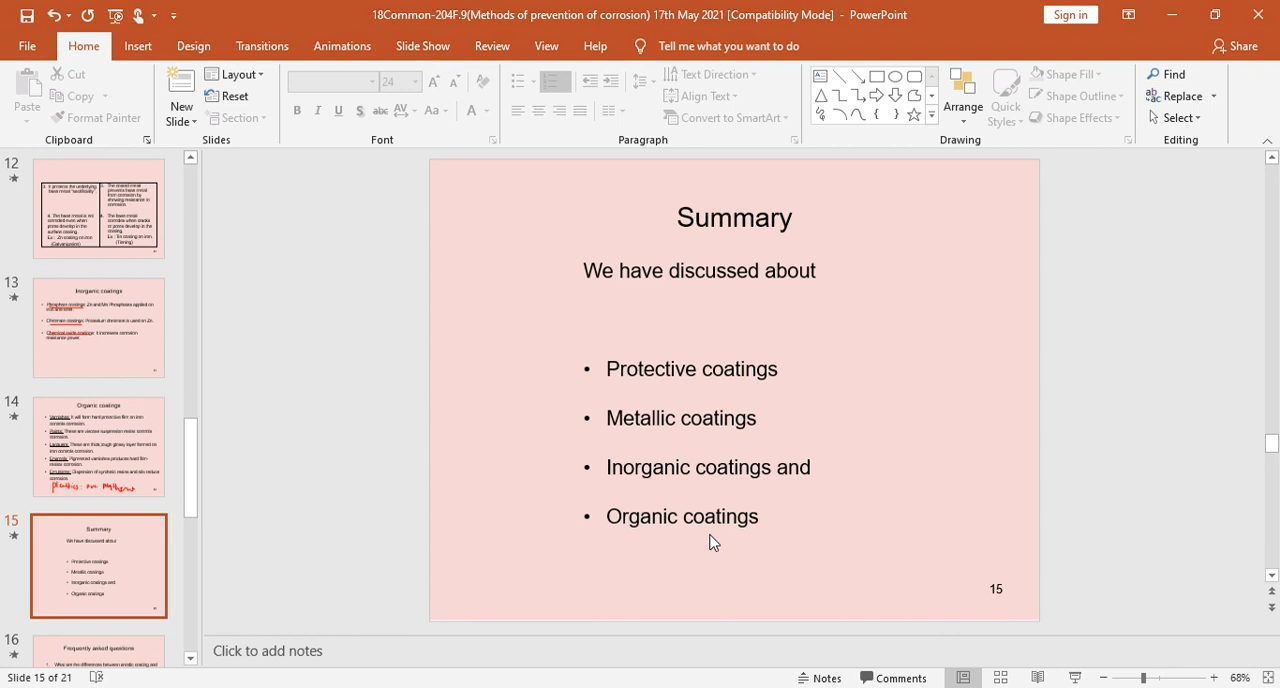 18Common-204F.9(Methods of prevention of corrosion) 17th May 2021 [Compatibility Mode] - PowerPoint
Sign in
File Home Insert Design Transitions Animations Slide Show Review View Help Tell me what you want to do Share
Paste
Cut
Copy
Format Painter
Clipboard
New Slide
Layout
Reset
Section
Slides
24
B I U S abc AV Aa A
Font
Text Direction
Align Text
Convert to SmartArt
Paragraph
Arrange
Quick Styles
Shape Fill
Shape Outline
Shape Effects
Drawing
Find
Replace
Select
Editing
12
13
Inorganic coatings
14
Organic coatings
15
Summary
We have discussed about
• Protective coatings
• Metallic coatings
• Inorganic coatings and
• Organic coatings
16
Frequently asked questions
Summary
We have discussed about
• Protective coatings
• Metallic coatings
• Inorganic coatings and
• Organic coatings
15
Click to add notes
Slide 15 of 21
Notes
Comments
68%